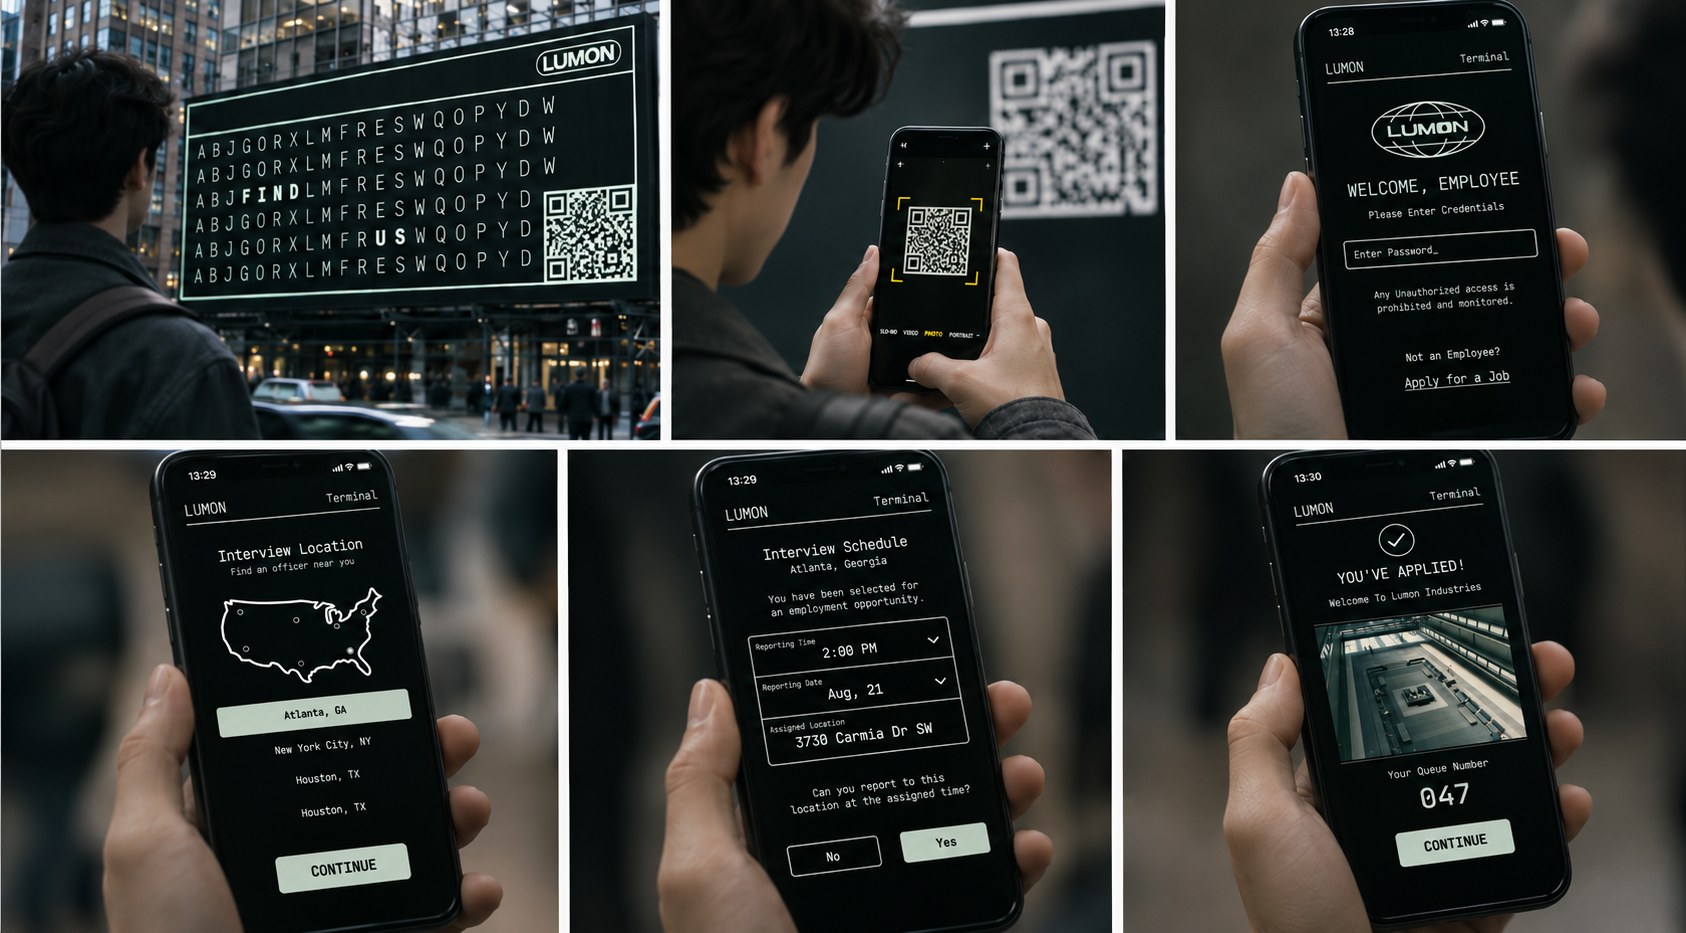 LUMON
ABJGORXLMFRESWQOPYDW
ABJGORXLMFRESWQOPYDW
ABJFINDLMFRESWQOPYDW
ABJGORXLMFRESWQOPYD
ABJGORXLMFRUSWQOPYD
ABJGORXLMFRESWQOPYD
SLO-MO VIDEO PHOTO PORTRAIT
13:28
LUMON Terminal
LUMON
WELCOME, EMPLOYEE
Please Enter Credentials
Enter Password_
Any Unauthorized access is
prohibited and monitored.
Not an Employee?
Apply for a Job
13:29
LUMON Terminal
Interview Location
Find an officer near you
Atlanta, GA
New York City, NY
Houston, TX
Houston, TX
CONTINUE
13:29
LUMON Terminal
Interview Schedule
Atlanta, Georgia
You have been selected for
an employment opportunity.
Reporting Time
2:00 PM
Reporting Date
Aug, 21
Assigned Location
3730 Carmia Dr SW
Can you report to this
location at the assigned time?
No Yes
13:30
LUMON Terminal
YOU'VE APPLIED!
Welcome To Lumon Industries
Your Queue Number
047
CONTINUE